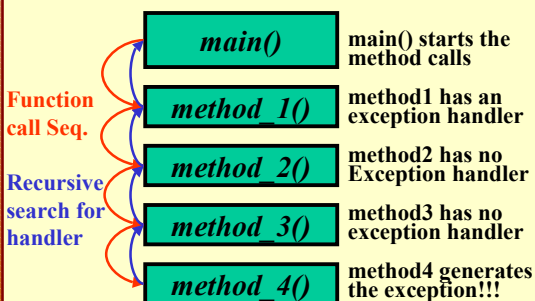 main()
main() starts the
method calls
Function
call Seq.
method_1()
method1 has an
exception handler
method_2()
method2 has no
Exception handler
Recursive
search for
handler
method_3()
method3 has no
exception handler
method_4()
method4 generates
the exception!!!